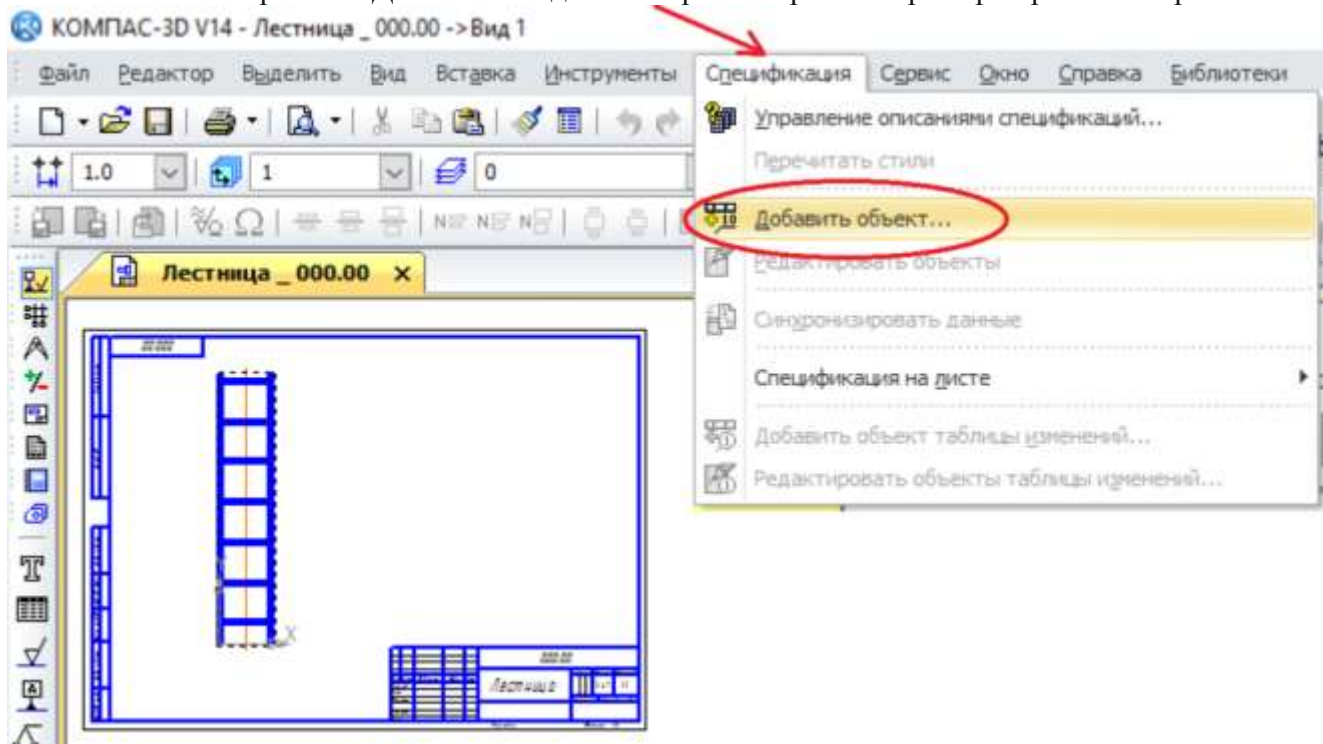 КОМПАС-3D V14 - Лестница _ 000.00 ->Вид 1
Файл Редактор Выделить Вид Вставка Инструменты Спецификация Сервис Окно Справка Библиотеки
Управление описаниями спецификаций...
Перечитать стили
1.0 1 0
Добавить объект...
Редактировать объекты
Лестница _ 000.00 x
Синхронизировать данные
Спецификация на листе
Добавить объект таблицы изменений...
Редактировать объекты таблицы изменений...
X
Лестница